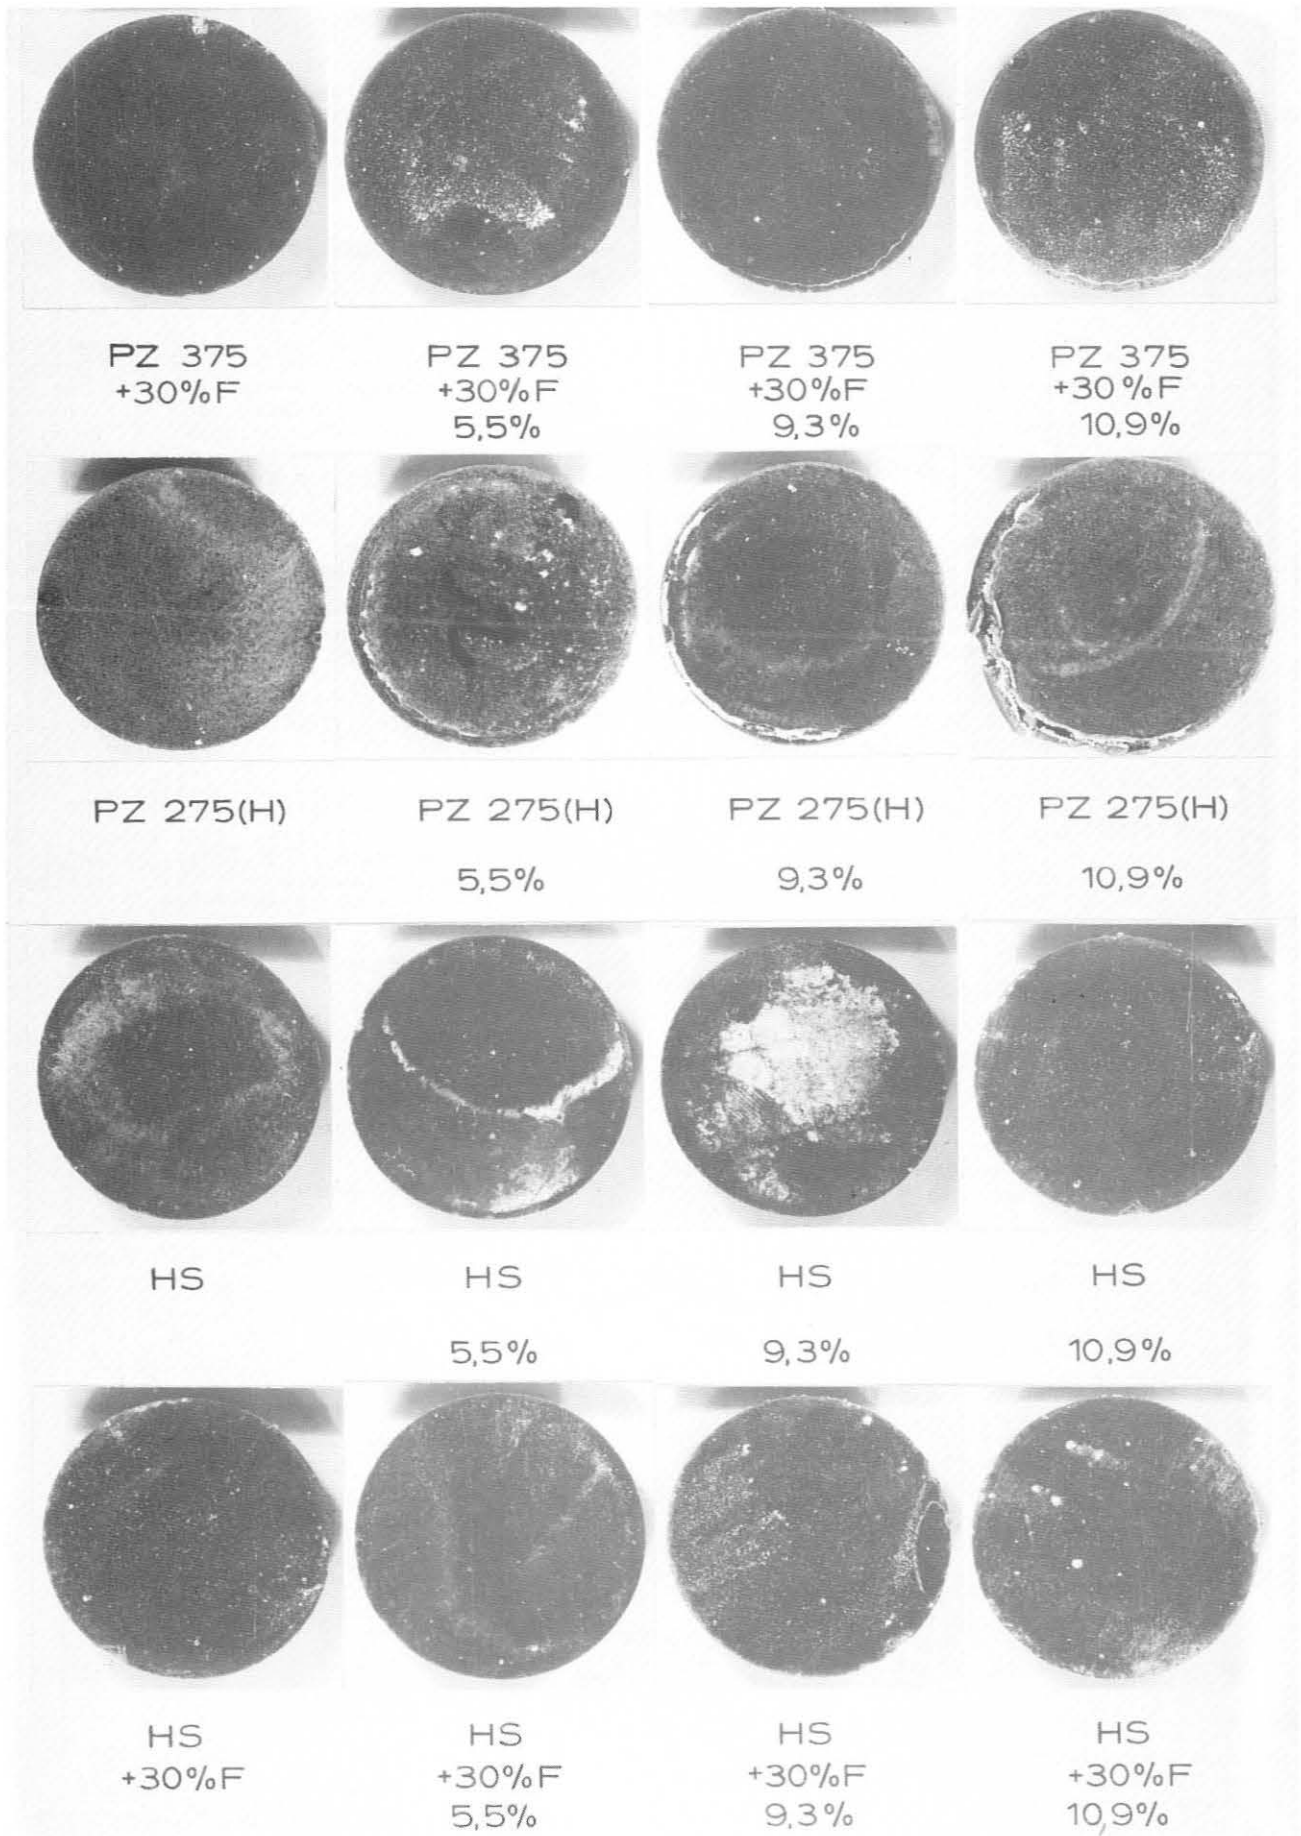 PZ 375 PZ 375 PZ 375 PZ 375
+30%F +30%F +30%F +30%F
5,5% 9,3% 10,9%
PZ 275(H) PZ 275(H) PZ 275(H) PZ 275(H)
5,5% 9,3% 10,9%
HS HS HS HS
5,5% 9,3% 10,9%
HS HS HS HS
+30%F +30%F +30%F +30%F
5,5% 9,3% 10,9%